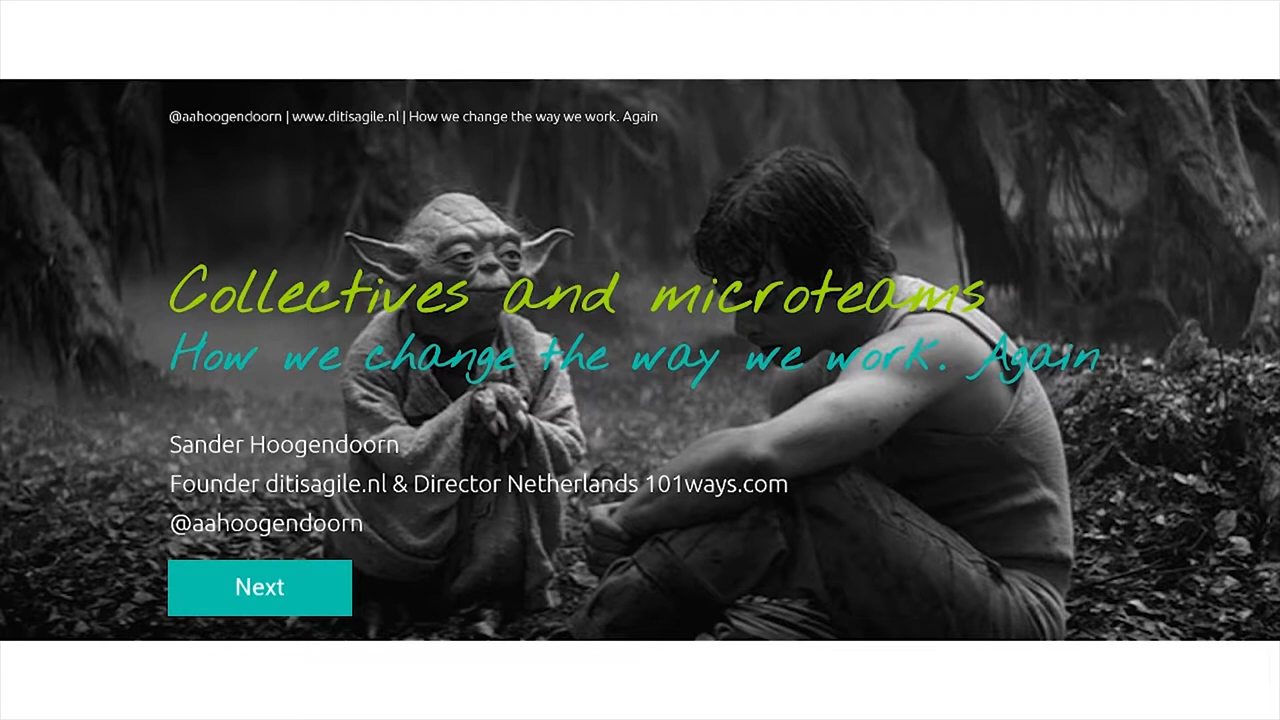 @aahoogendoorn | www.ditisagile.nl | How we change the way we work. Again
Collectives and microteams
How we change the way we work. Again
Sander Hoogendoorn
Founder ditisagile.nl & Director Netherlands 101ways.com
@aahoogendoorn
Next